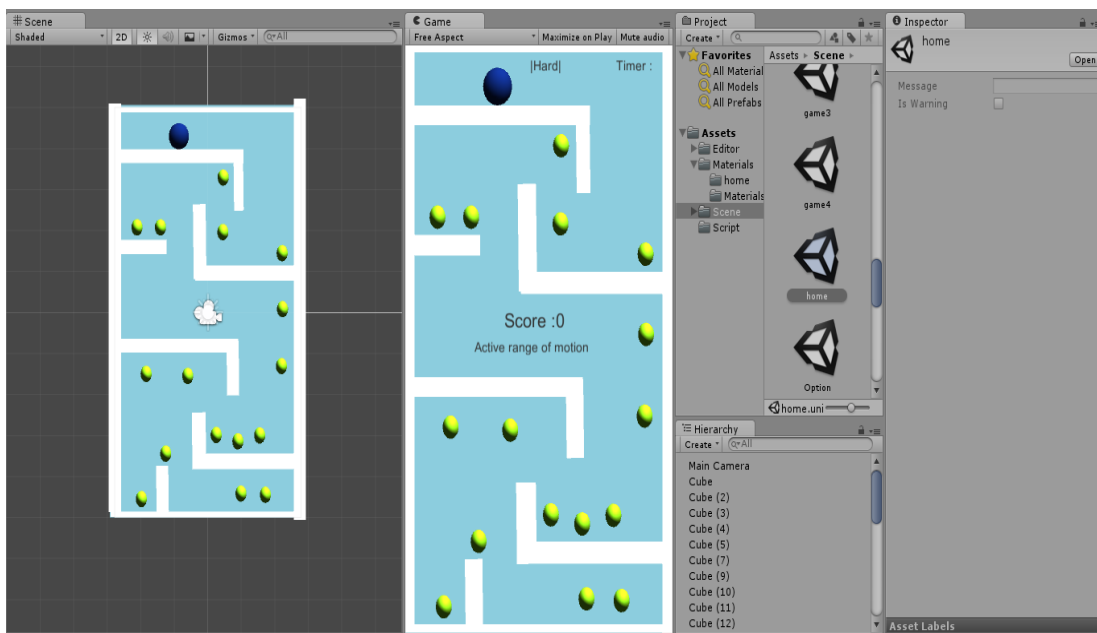 Scene
Shaded
2D
Gizmos
All
Game
Free Aspect
Maximize on Play
Mute audio
|Hard|
Timer :
Score :0
Active range of motion
Project
Create
Favorites
All Material
All Models
All Prefabs
Assets
Editor
Materials
home
Materials
Scene
Script
Assets
Scene
game3
game4
home
Option
home.uni
Hierarchy
Create
All
Main Camera
Cube
Cube (2)
Cube (3)
Cube (4)
Cube (5)
Cube (7)
Cube (9)
Cube (10)
Cube (11)
Cube (12)
Inspector
home
Open
Message
Is Warning
Asset Labels